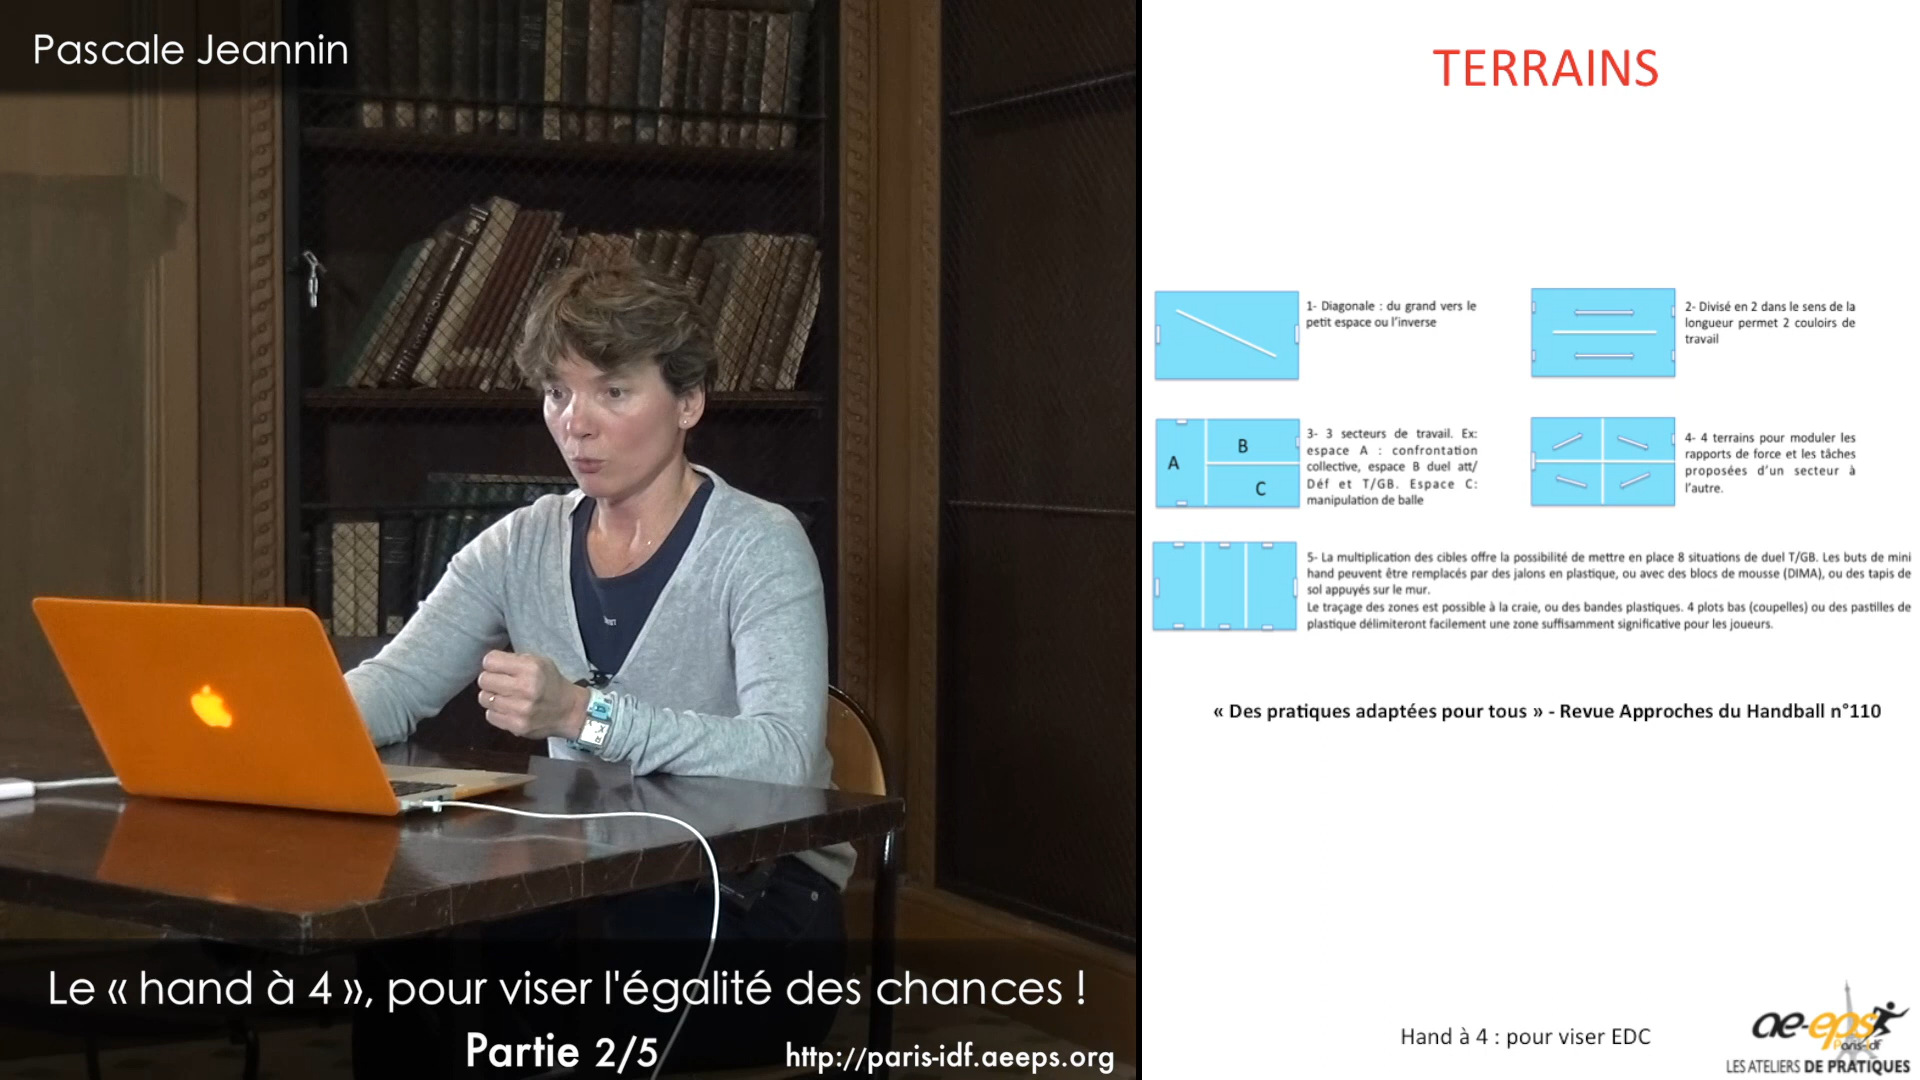 Pascale Jeannin
TERRAINS
1- Diagonale : du grand vers le
petit espace ou l'inverse
2- Divisé en 2 dans le sens de la
longueur permet 2 couloirs de
travail
A
B
C
3- 3 secteurs de travail. Ex:
espace A : confrontation
collective, espace B duel att/
Déf et T/GB. Espace C:
manipulation de balle
4- 4 terrains pour moduler les
rapports de force et les tâches
proposées d'un secteur à
l'autre.
5- La multiplication des cibles offre la possibilité de mettre en place 8 situations de duel T/GB. Les buts de mini
hand peuvent être remplacés par des jalons en plastique, ou avec des blocs de mousse (DIMA), ou des tapis de
sol appuyés sur le mur.
Le traçage des zones est possible à la craie, ou des bandes plastiques. 4 plots bas (coupelles) ou des pastilles de
plastique délimiteront facilement une zone suffisamment significative pour les joueurs.
« Des pratiques adaptées pour tous » - Revue Approches du Handball n°110
Le « hand à 4 », pour viser l'égalité des chances !
Partie 2/5
http://paris-idf.aeeps.org
Hand à 4 : pour viser EDC
ae-eps
Paris-idf
LES ATELIERS DE PRATIQUES